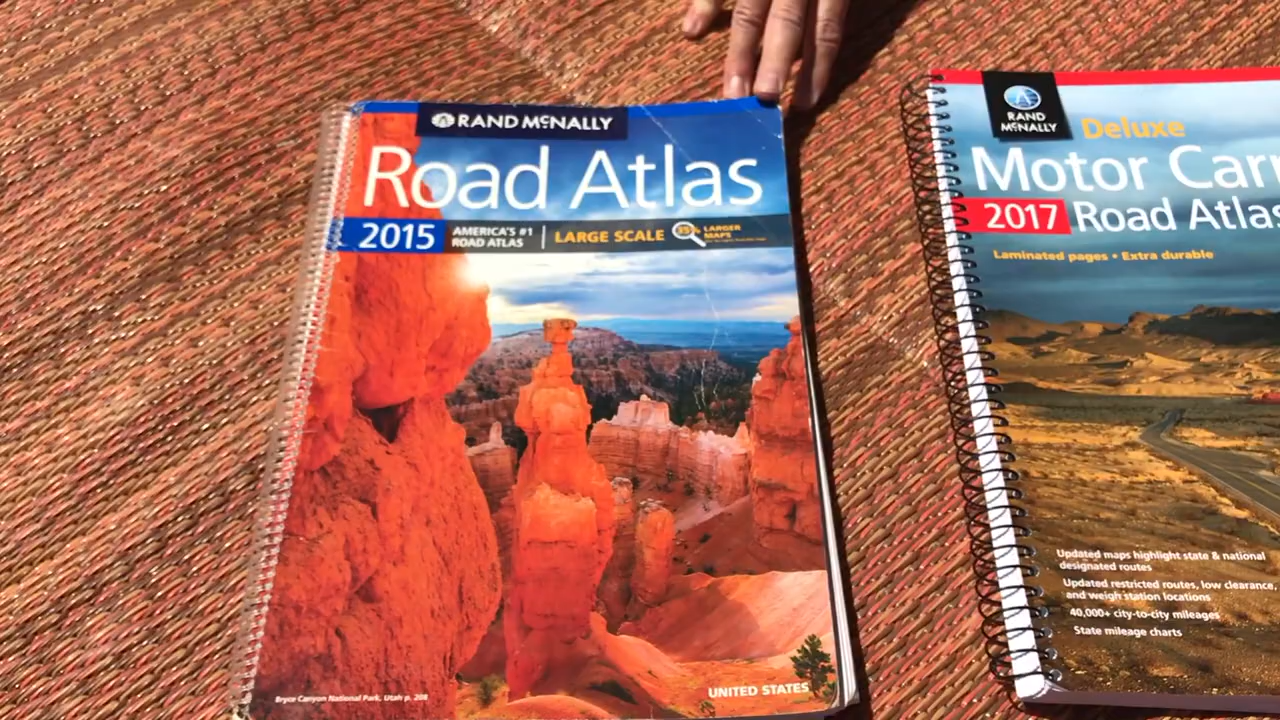 RAND McNALLY
Road Atlas
2015
AMERICA'S #1
ROAD ATLAS
LARGE SCALE
35%
LARGER
MAPS
Bryce Canyon National Park, Utah p. 208
UNITED STATES
RAND
McNALLY
Deluxe
Motor Carr
2017 Road Atlas
Laminated pages • Extra durable
Updated maps highlight state & national
designated routes
Updated restricted routes, low clearance,
and weigh station locations
40,000+ city-to-city mileages
State mileage charts